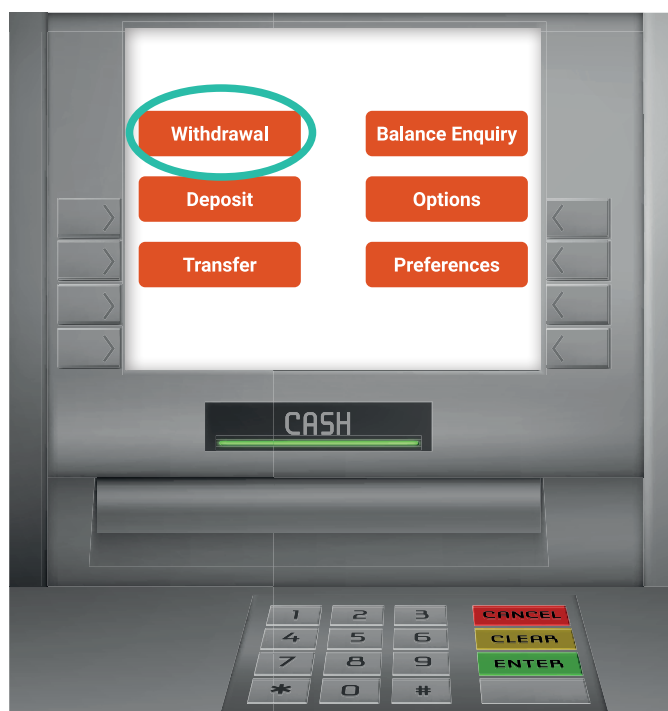 Withdrawal
Balance Enquiry
Deposit
Options
Transfer
Preferences
CASH
1 2 3 CANCEL
4 5 6 CLEAR
7 8 9 ENTER
* 0 #